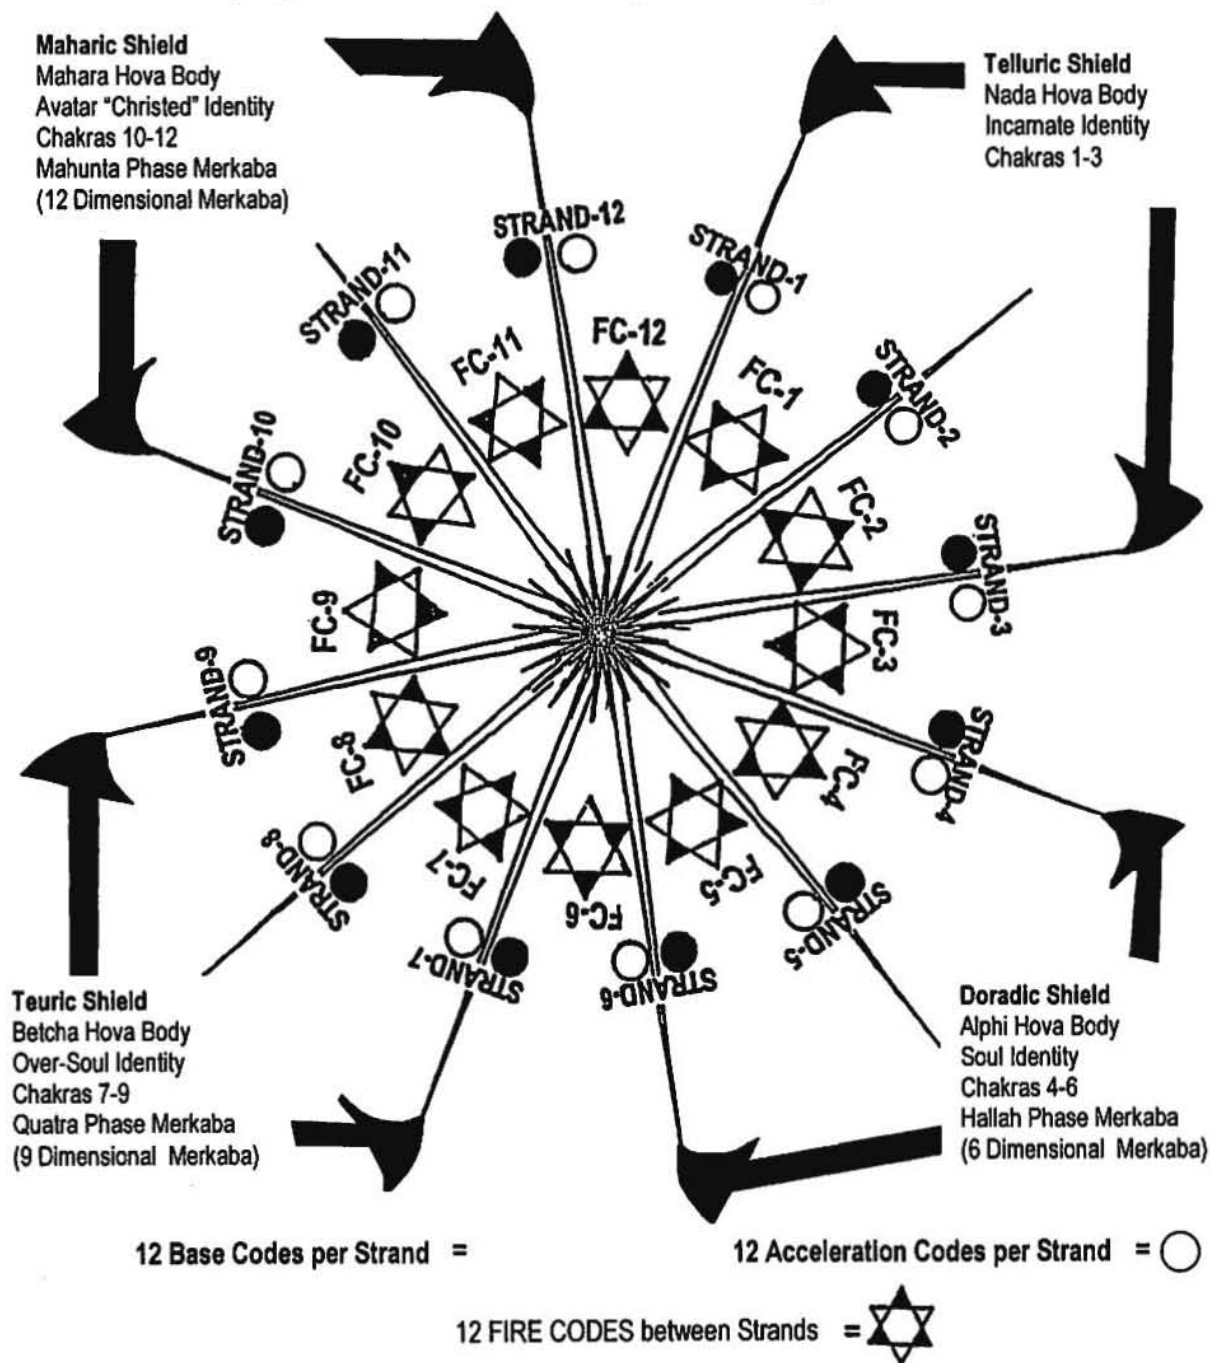 Maharic Shield
Mahara Hova Body
Avatar "Christed" Identity
Chakras 10-12
Mahunta Phase Merkaba
(12 Dimensional Merkaba)
Telluric Shield
Nada Hova Body
Incarnate Identity
Chakras 1-3
STRAND-12
STRAND-1
STRAND-11
STRAND-2
STRAND-10
STRAND-3
STRAND-9
STRAND-4
STRAND-8
STRAND-5
STRAND-7
STRAND-6
FC-12
FC-11
FC-1
FC-10
FC-2
FC-9
FC-3
FC-8
FC-4
FC-7
FC-5
FC-6
Teuric Shield
Betcha Hova Body
Over-Soul Identity
Chakras 7-9
Quatra Phase Merkaba
(9 Dimensional Merkaba)
Doradic Shield
Alphi Hova Body
Soul Identity
Chakras 4-6
Hallah Phase Merkaba
(6 Dimensional Merkaba)
12 Base Codes per Strand =
12 Acceleration Codes per Strand =
12 FIRE CODES between Strands =